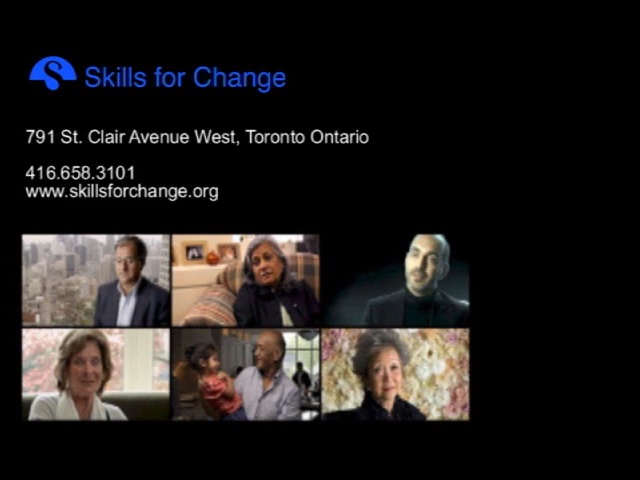 Skills for Change
791 St. Clair Avenue West, Toronto Ontario
416.658.3101
www.skillsforchange.org